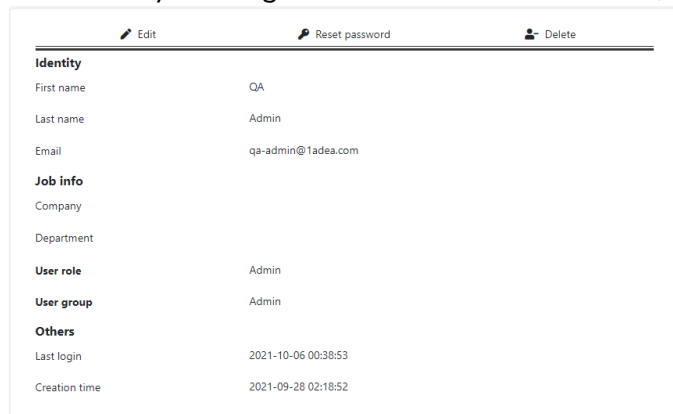 Edit Reset password Delete
Identity
First name QA
Last name Admin
Email qa-admin@1adea.com
Job info
Company
Department
User role Admin
User group Admin
Others
Last login 2021-10-06 00:38:53
Creation time 2021-09-28 02:18:52